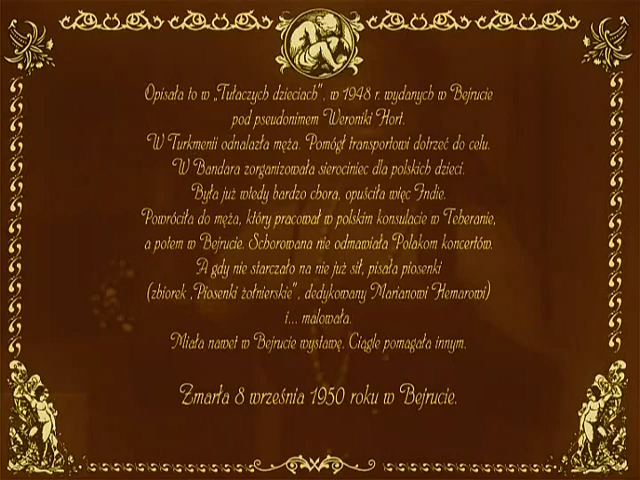 Opisała to w „Tułaczych dzieciach", w 1948 r. wydanych w Bejrucie
pod pseudonimem Weroniki Hort.
W Turkmenii odnalazła męża. Pomógł transportowi dotrzeć do celu.
W Bandara zorganizowała sierociniec dla polskich dzieci.
Była już wtedy bardzo chora, opuściła więc Indie.
Powróciła do męża, który pracował w polskim konsulacie w Teheranie,
a potem w Bejrucie. Schorowana nie odmawiała Polakom koncertów.
A gdy nie starczało na nie już sił, pisała piosenki
(zbiorek „Piosenki żołnierskie", dedykowany Marianowi Hemarowi)
i... malowała.
Miała nawet w Bejrucie wystawę. Ciągle pomagała innym.
Zmarła 8 września 1950 roku w Bejrucie.